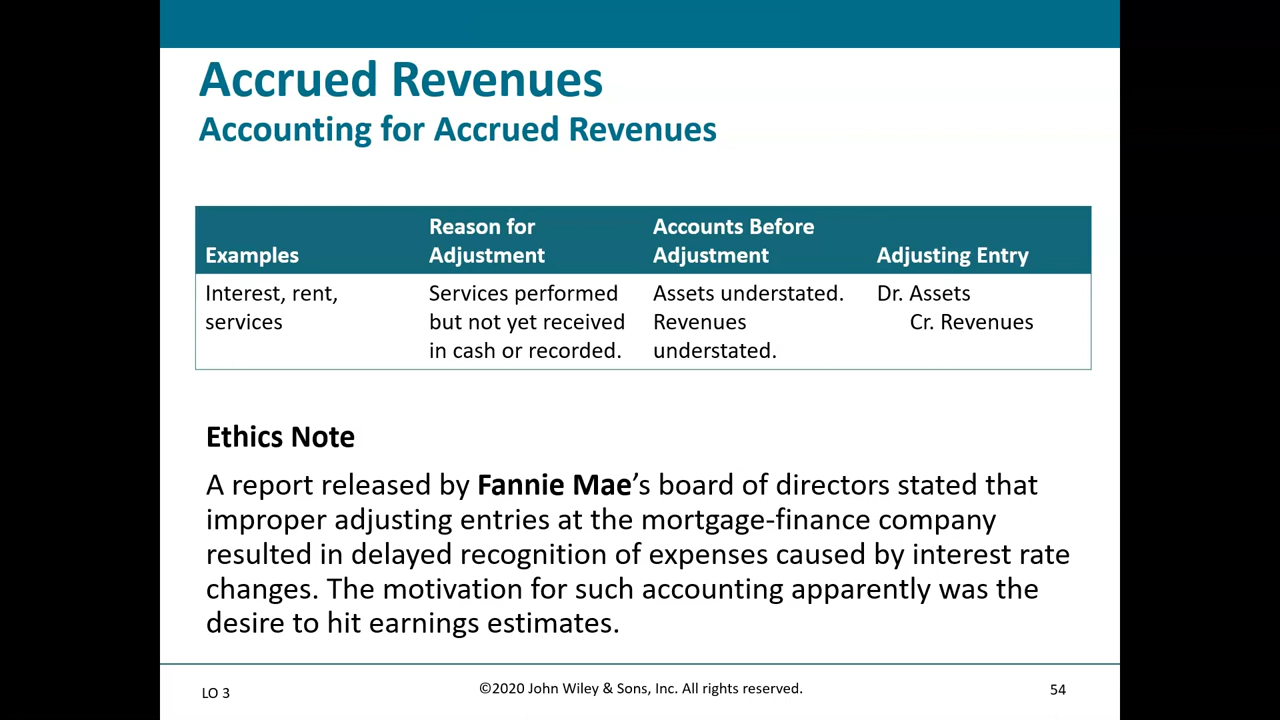 Accrued Revenues
Accounting for Accrued Revenues
Examples
Reason for
Adjustment
Accounts Before
Adjustment
Adjusting Entry
Interest, rent,
services
Services performed
but not yet received
in cash or recorded.
Assets understated.
Revenues
understated.
Dr. Assets
Cr. Revenues
Ethics Note
A report released by Fannie Mae’s board of directors stated that
improper adjusting entries at the mortgage-finance company
resulted in delayed recognition of expenses caused by interest rate
changes. The motivation for such accounting apparently was the
desire to hit earnings estimates.
LO 3
©2020 John Wiley & Sons, Inc. All rights reserved.
54